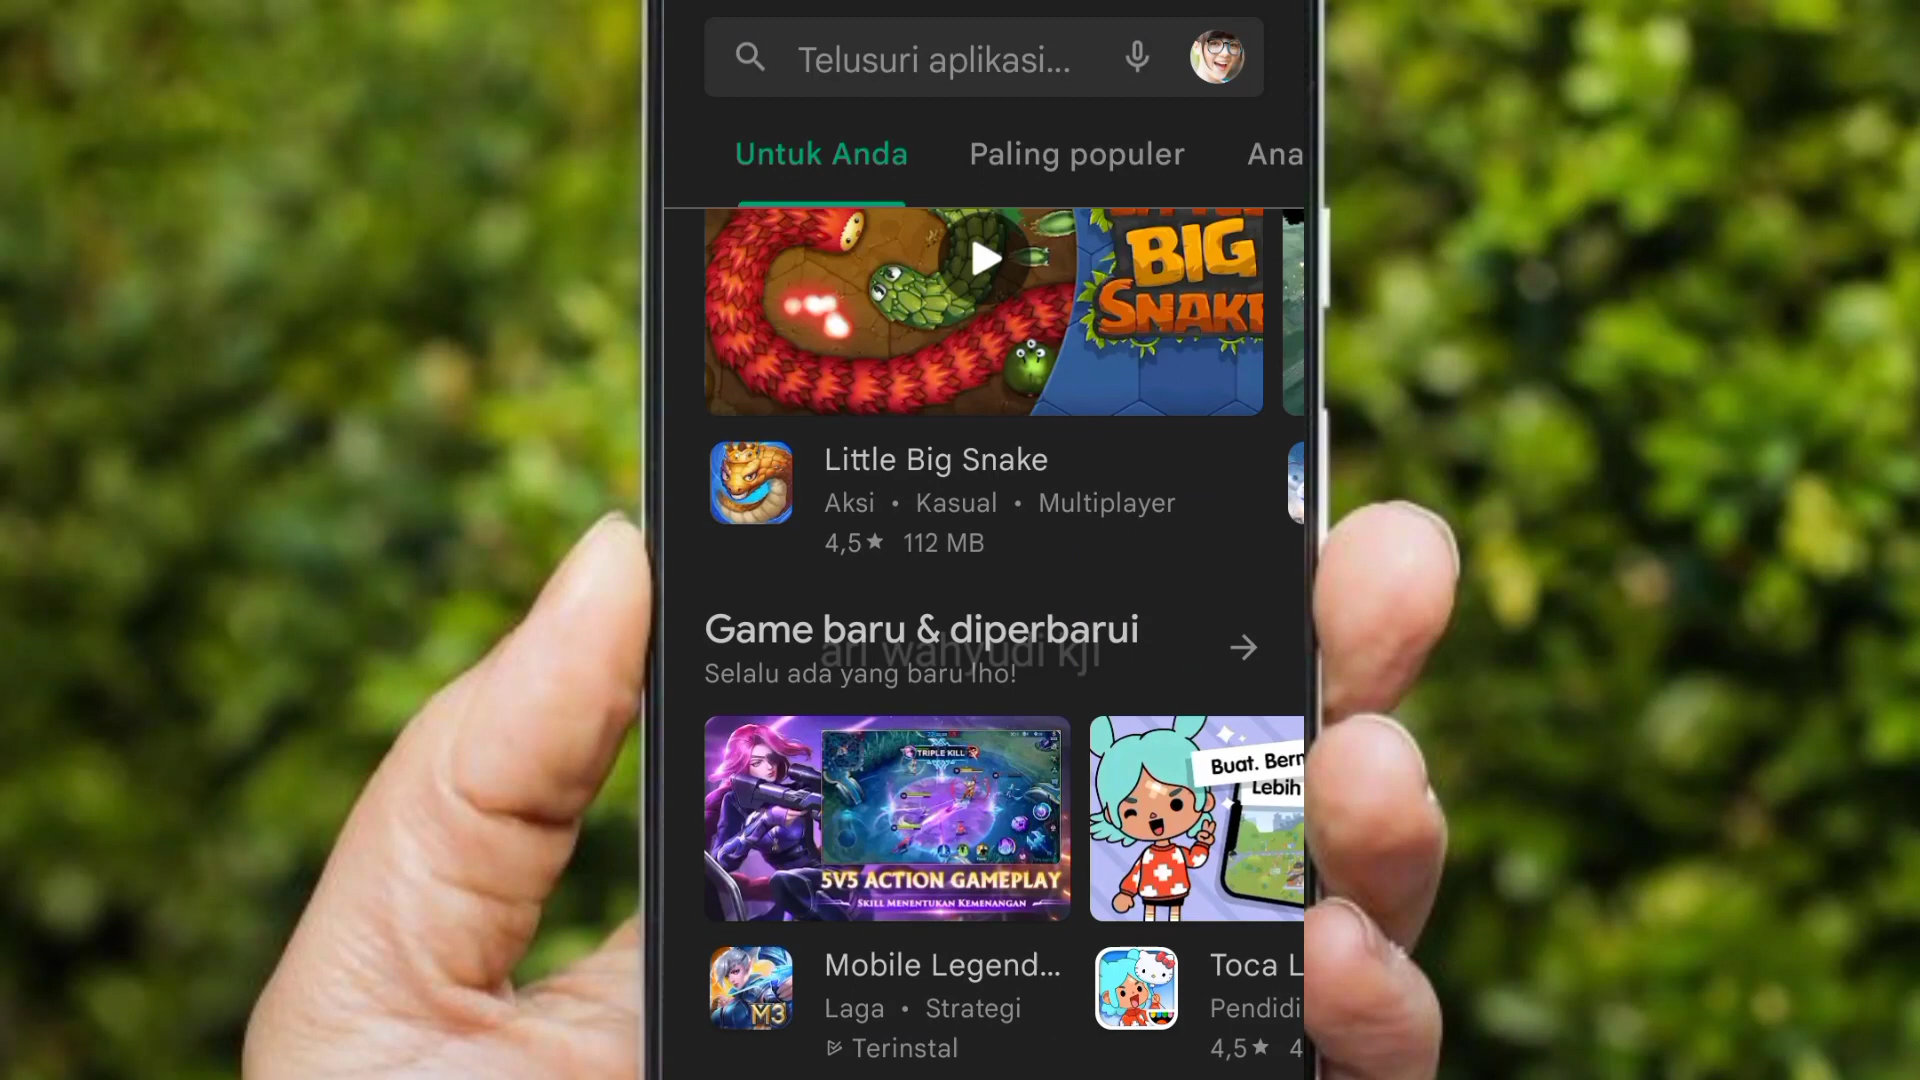 Telusuri aplikasi...
Untuk Anda
Paling populer
Ana
BIG
SNAKE
Little Big Snake
Aksi • Kasual • Multiplayer
4,5★ 112 MB
Game baru & diperbarui
ari wahyudi kji
Selalu ada yang baru lho!
TRIPLE KILL
5V5 ACTION GAMEPLAY
SKILL MENENTUKAN KEMENANGAN
Buat. Bern
Lebih
M3
Mobile Legend...
Laga • Strategi
Terinstal
Toca L
Pendidi
4,5★ 4